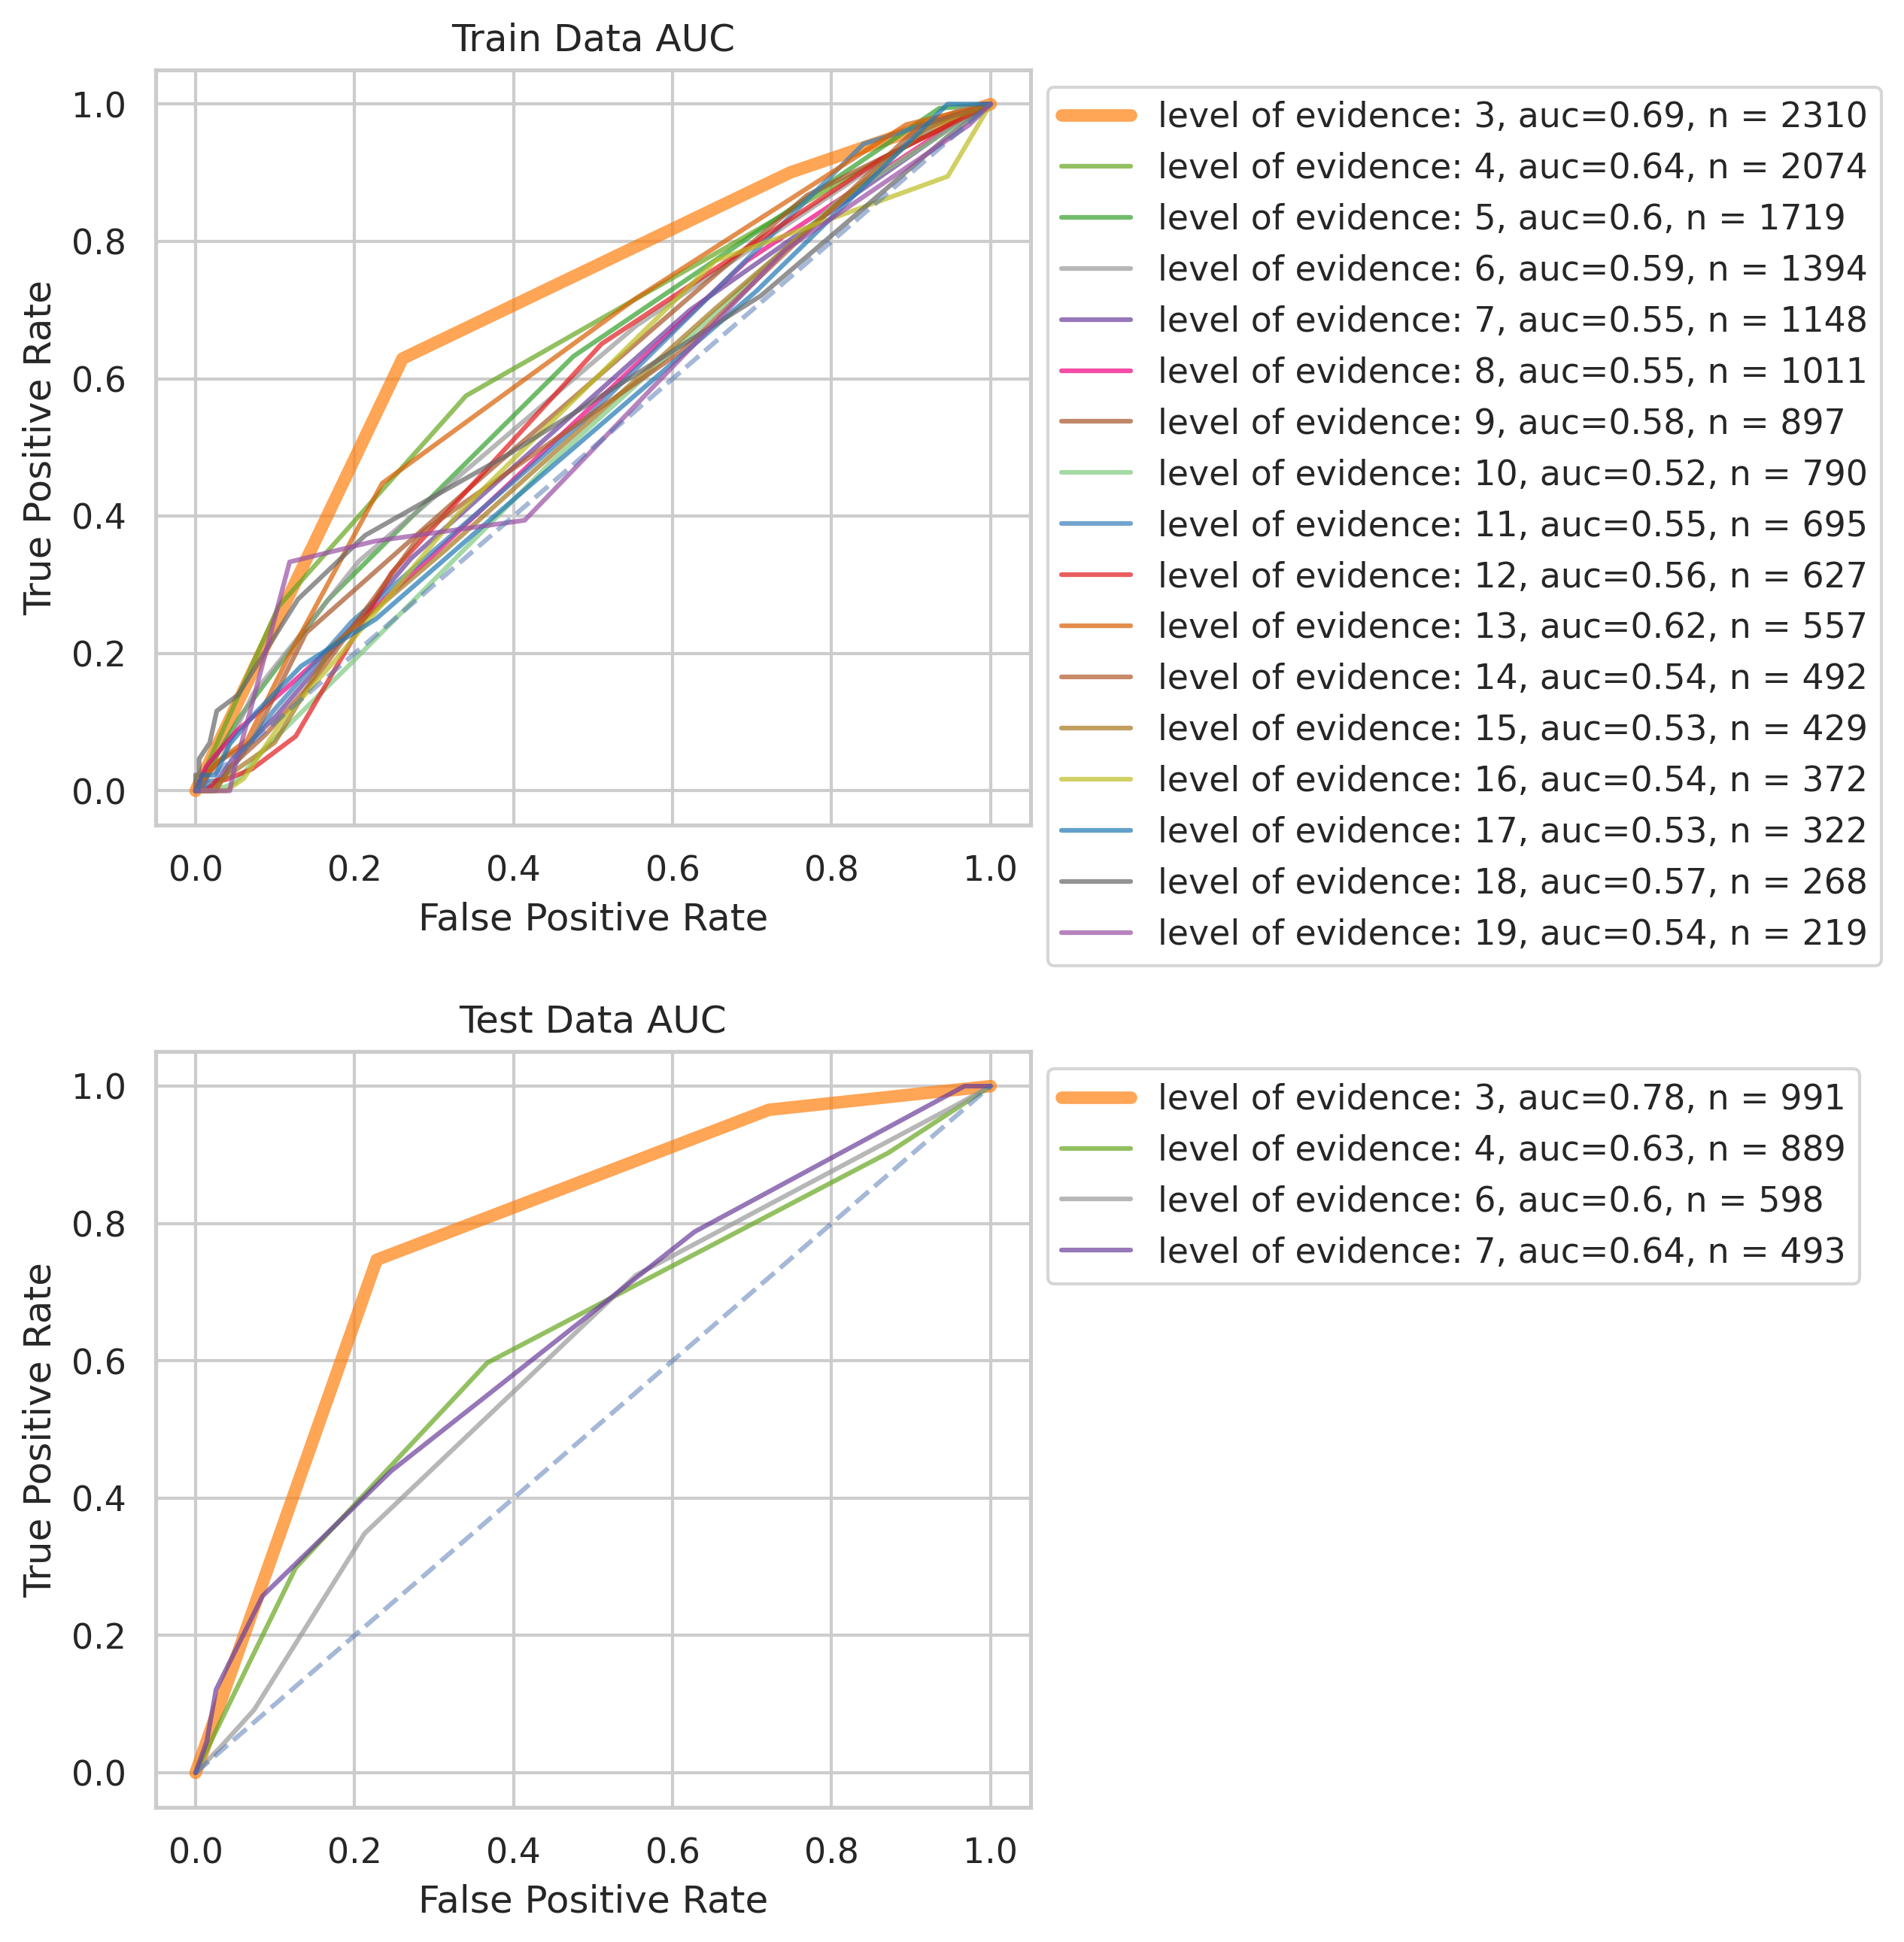 Train Data AUC
1.0
0.8
0.6
0.4
0.2
0.0
True Positive Rate
0.0 0.2 0.4 0.6 0.8 1.0
False Positive Rate
level of evidence: 3, auc=0.69, n = 2310
level of evidence: 4, auc=0.64, n = 2074
level of evidence: 5, auc=0.6, n = 1719
level of evidence: 6, auc=0.59, n = 1394
level of evidence: 7, auc=0.55, n = 1148
level of evidence: 8, auc=0.55, n = 1011
level of evidence: 9, auc=0.58, n = 897
level of evidence: 10, auc=0.52, n = 790
level of evidence: 11, auc=0.55, n = 695
level of evidence: 12, auc=0.56, n = 627
level of evidence: 13, auc=0.62, n = 557
level of evidence: 14, auc=0.54, n = 492
level of evidence: 15, auc=0.53, n = 429
level of evidence: 16, auc=0.54, n = 372
level of evidence: 17, auc=0.53, n = 322
level of evidence: 18, auc=0.57, n = 268
level of evidence: 19, auc=0.54, n = 219
Test Data AUC
1.0
0.8
0.6
0.4
0.2
0.0
True Positive Rate
0.0 0.2 0.4 0.6 0.8 1.0
False Positive Rate
level of evidence: 3, auc=0.78, n = 991
level of evidence: 4, auc=0.63, n = 889
level of evidence: 6, auc=0.6, n = 598
level of evidence: 7, auc=0.64, n = 493